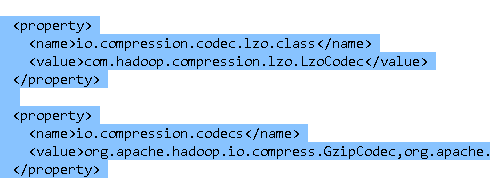 <property>
<name>io.compression.codec.lzo.class</name>
<value>com.hadoop.compression.lzo.LzoCodec</value>
</property>
<property>
<name>io.compression.codecs</name>
<value>org.apache.hadoop.io.compress.GzipCodec,org.apache.
</property>